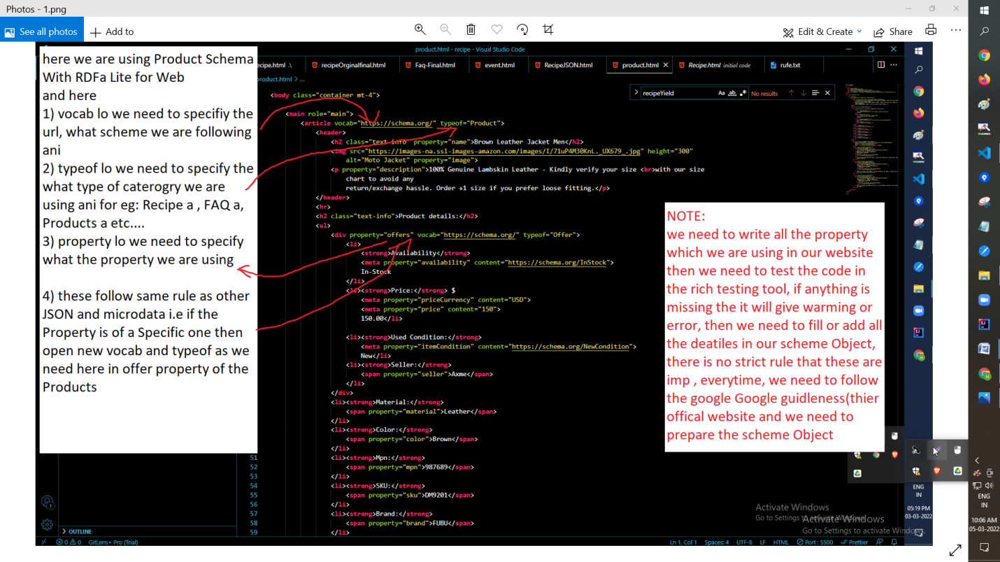 Photos - 1.png
See all photos
Add to
Edit & Create
Share
product.html - recipe - Visual Studio Code
ecipe.html .\
recipeOrginalfinal.html
Faq-Final.html
event.html
RecipeJSON.html
product.html
Recipe.html initial code
rufe.txt
product.html > ...
recipeYield
Aa
ab
No results
here we are using Product Schema
With RDFa Lite for Web
and here
1) vocab lo we need to specifiy the
url, what scheme we are following
ani
2) typeof lo we need to specify the
what type of caterogry we are
using ani for eg: Recipe a , FAQ a,
Products a etc....
3) property lo we need to specify
what the property we are using
4) these follow same rule as other
JSON and microdata i.e if the
Property is of a Specific one then
open new vocab and typeof as we
need here in offer property of the
Products
<body class="container mt-4">
<main role="main">
<article vocab="https://schema.org/" typeof="Product">
<header>
<h2 class="text-info" property="name">Brown Leather Jacket Men</h2>
<img src="https://images-na.ssl-images-amazon.com/images/I/71uP4M30KnL._UX679_.jpg" height="300"
alt="Moto Jacket" property="image">
<p property="description">100% Genuine Lambskin Leather - Kindly verify your size <br>with our size
chart to avoid any
return/exchange hassle. Order +1 size if you prefer loose fitting.</p>
</header>
<hr>
<h2 class="text-info">Product details:</h2>
<ul>
<div property="offers" vocab="https://schema.org/" typeof="Offer">
<li>
<strong>Availability</strong>
<meta property="availability" content="https://schema.org/InStock">
In-Stock
</li>
<li><strong>Price:</strong> $
<meta property="priceCurrency" content="USD">
<meta property="price" content="150">
150.00</li>
<li><strong>Used Condition:</strong>
<meta property="itemCondition" content="https://schema.org/NewCondition">
New</li>
<li><strong>Seller:</strong>
<span property="seller">Axme</span>
</li>
</div>
<li><strong>Material:</strong>
<span property="material">Leather</span>
</li>
<li><strong>Color:</strong>
<span property="color">Brown</span>
</li>
51 <li><strong>Mpn:</strong>
52 <span property="mpn">987689</span>
53 </li>
54 <li><strong>SKU:</strong>
55 <span property="sku">DM9201</span>
56 </li>
57 <li><strong>Brand:</strong>
58 <span property="brand">FUBU</span>
59 </li>
NOTE:
we need to write all the property
which we are using in our website
then we need to test the code in
the rich testing tool, if anything is
missing the it will give warming or
error, then we need to fill or add all
the deatiles in our scheme Object,
there is no strict rule that these are
imp , everytime, we need to follow
the google Google guidleness(thier
offical website and we need to
prepare the scheme Object
OUTLINE
0 0 GitLens+ Pro (Trial)
Ln 1, Col 1 Spaces: 4 UTF-8 LF HTML Port : 5500 Prettier
Activate Windows
Go to Settings to activate Windows.
Activate Windows
Go to Settings to activate Windows.
ENG
IN
05:19 PM
03-03-2022
ENG
IN
10:06 AM
05-03-2022